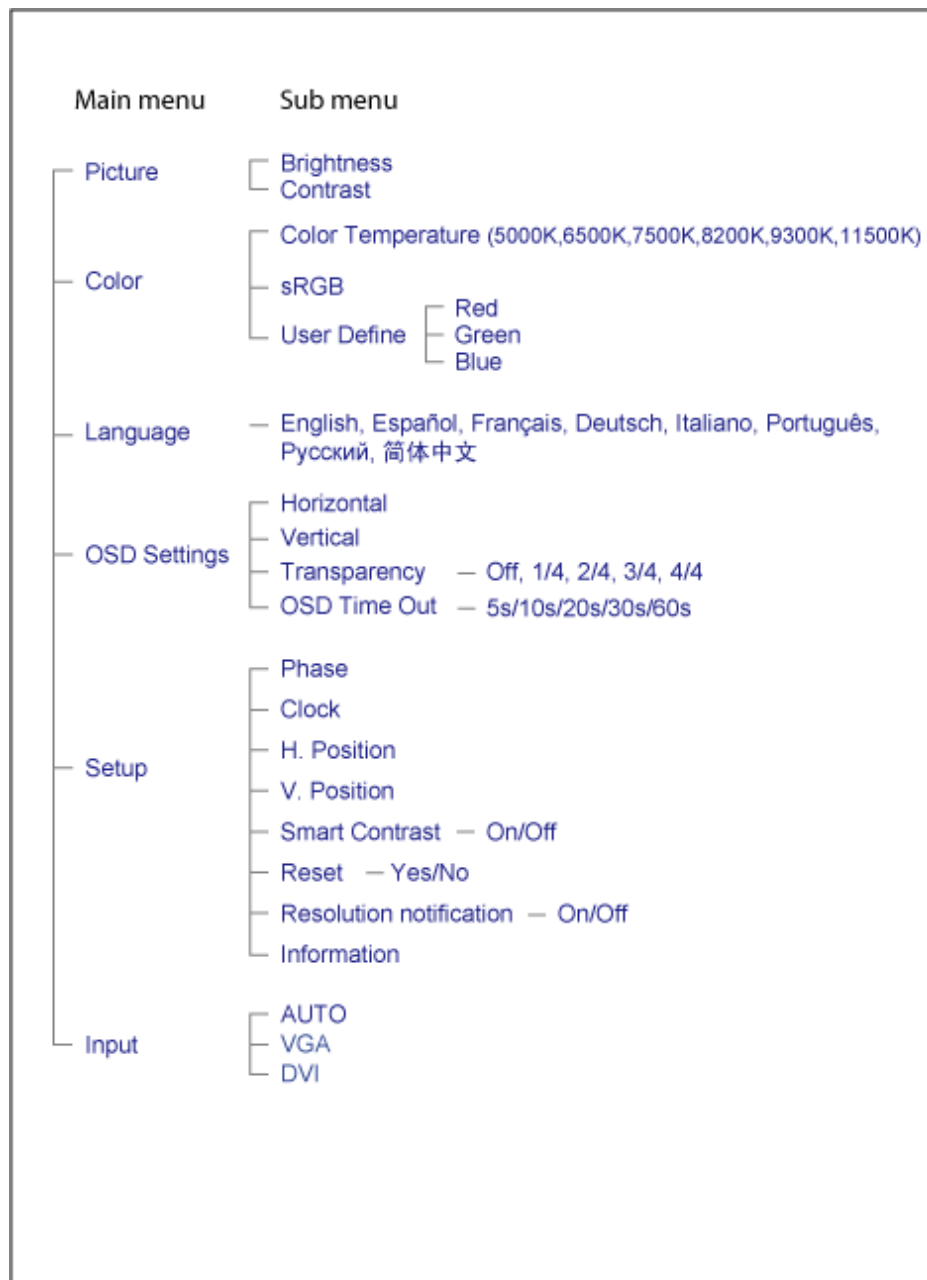 Main menu Sub menu
Picture Brightness
Contrast
Color Temperature (5000K,6500K,7500K,8200K,9300K,11500K)
Color sRGB
Red
User Define Green
Blue
Language English, Español, Français, Deutsch, Italiano, Português,
Русский, 简体中文
Horizontal
Vertical
OSD Settings Transparency Off, 1/4, 2/4, 3/4, 4/4
OSD Time Out 5s/10s/20s/30s/60s
Phase
Clock
H. Position
Setup V. Position
Smart Contrast On/Off
Reset Yes/No
Resolution notification On/Off
Information
AUTO
Input VGA
DVI